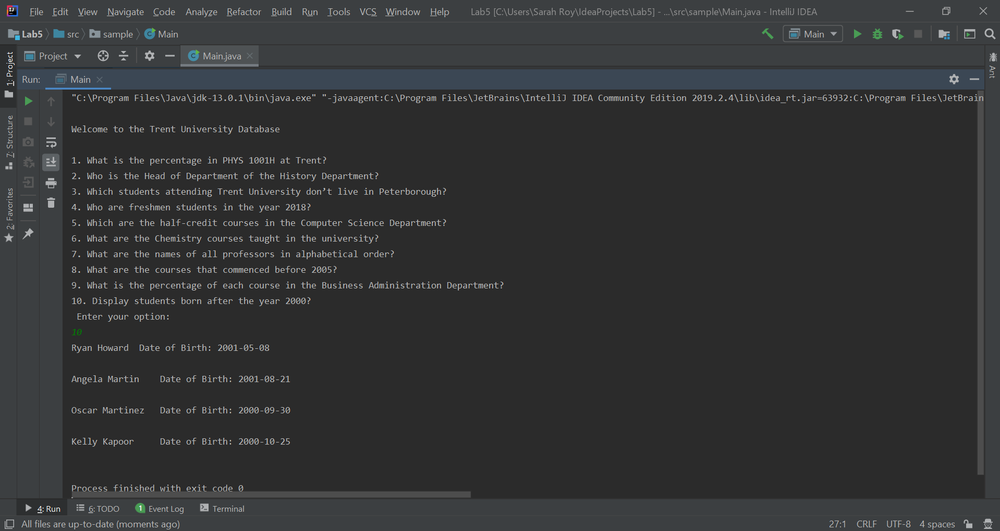 File Edit View Navigate Code Analyze Refactor Build Run Tools VCS Window Help Lab5 [C:\Users\Sarah Roy\IdeaProjects\Lab5] - ...\src\sample\Main.java - IntelliJ IDEA
Lab5 src sample Main Main
Project Main.java
1: Project
7: Structure
2: Favorites
Ant
Run: Main
"C:\Program Files\Java\jdk-13.0.1\bin\java.exe" "-javaagent:C:\Program Files\JetBrains\IntelliJ IDEA Community Edition 2019.2.4\lib\idea_rt.jar=63932:C:\Program Files\JetBrain
Welcome to the Trent University Database
1. What is the percentage in PHYS 1001H at Trent?
2. Who is the Head of Department of the History Department?
3. Which students attending Trent University don’t live in Peterborough?
4. Who are freshmen students in the year 2018?
5. Which are the half-credit courses in the Computer Science Department?
6. What are the Chemistry courses taught in the university?
7. What are the names of all professors in alphabetical order?
8. What are the courses that commenced before 2005?
9. What is the percentage of each course in the Business Administration Department?
10. Display students born after the year 2000?
Enter your option:
10
Ryan Howard  Date of Birth: 2001-05-08
Angela Martin    Date of Birth: 2001-08-21
Oscar Martinez   Date of Birth: 2000-09-30
Kelly Kapoor     Date of Birth: 2000-10-25
Process finished with exit code 0
4: Run 6: TODO 1 Event Log Terminal
All files are up-to-date (moments ago) 27:1 CRLF UTF-8 4 spaces